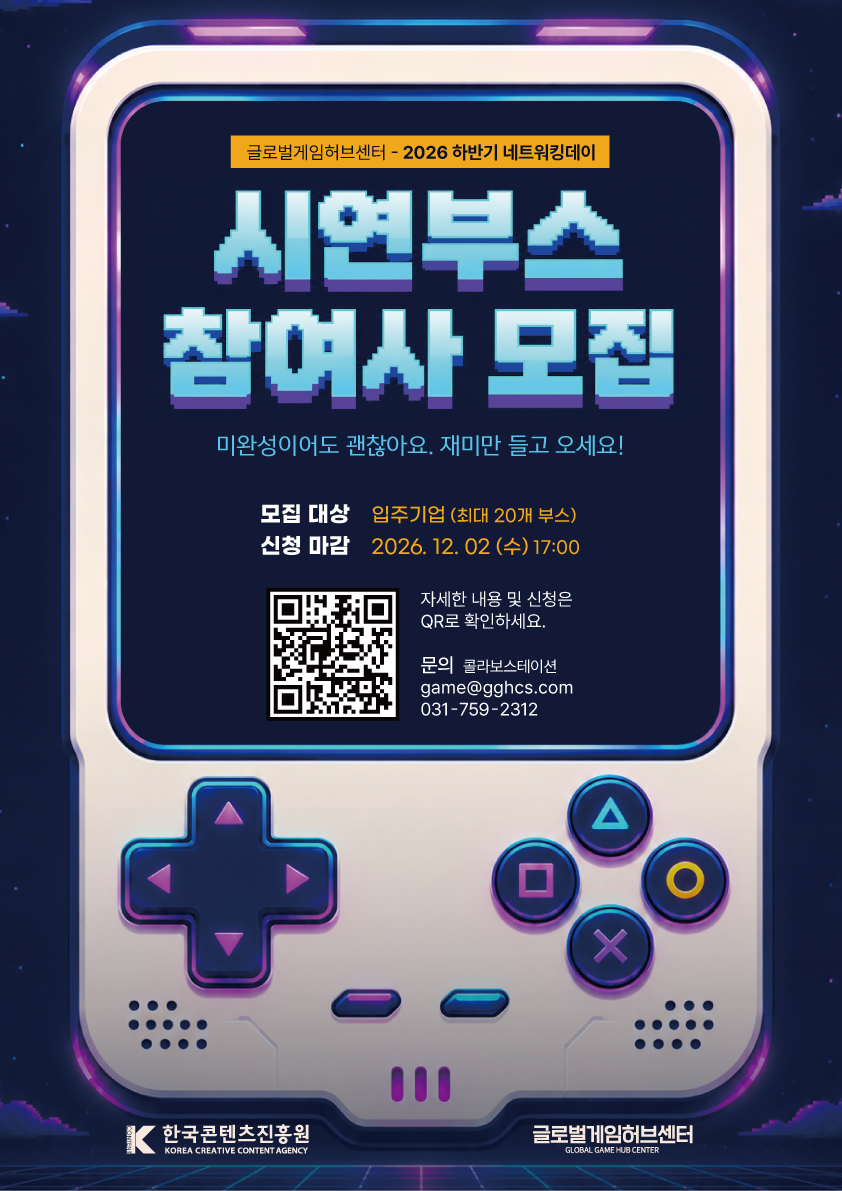 글로벌게임허브센터 - 2026 하반기 네트워킹데이
시연부스
참여사 모집
미완성이어도 괜찮아요. 재미만 들고 오세요!
모집 대상 입주기업 (최대 20개 부스)
신청 마감 2026. 12. 02 (수) 17:00
자세한 내용 및 신청은
QR로 확인하세요.
문의 콜라보스테이션
game@gghcs.com
031-759-2312
한국콘텐츠진흥원
KOREA CREATIVE CONTENT AGENCY
글로벌게임허브센터
GLOBAL GAME HUB CENTER